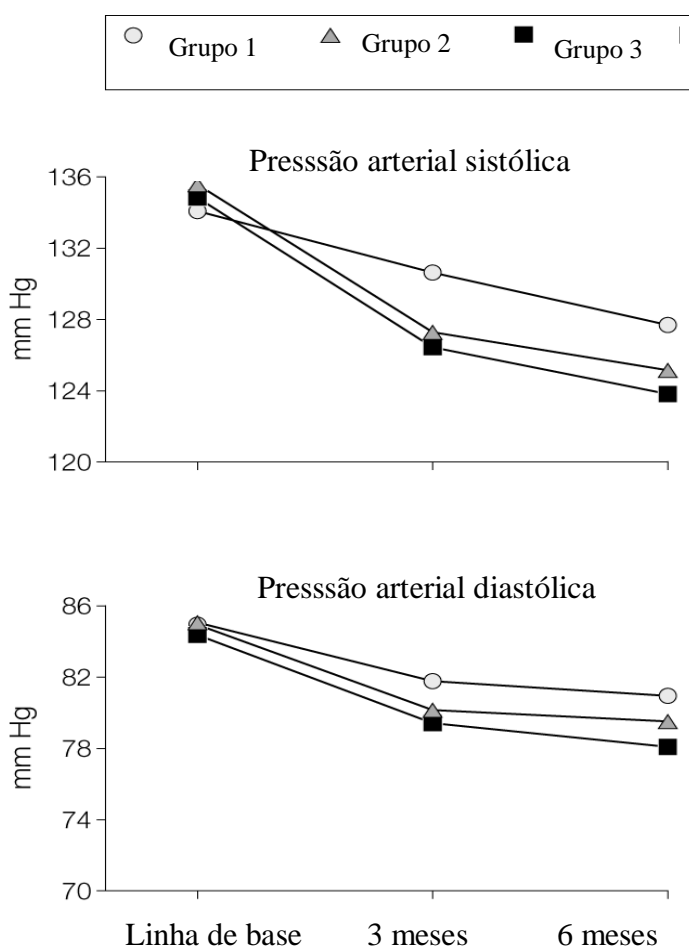 Grupo 1 Grupo 2 Grupo 3
Presssão arterial sistólica
136
132
128
124
120
mm Hg
Presssão arterial diastólica
86
82
78
74
70
mm Hg
Linha de base 3 meses 6 meses